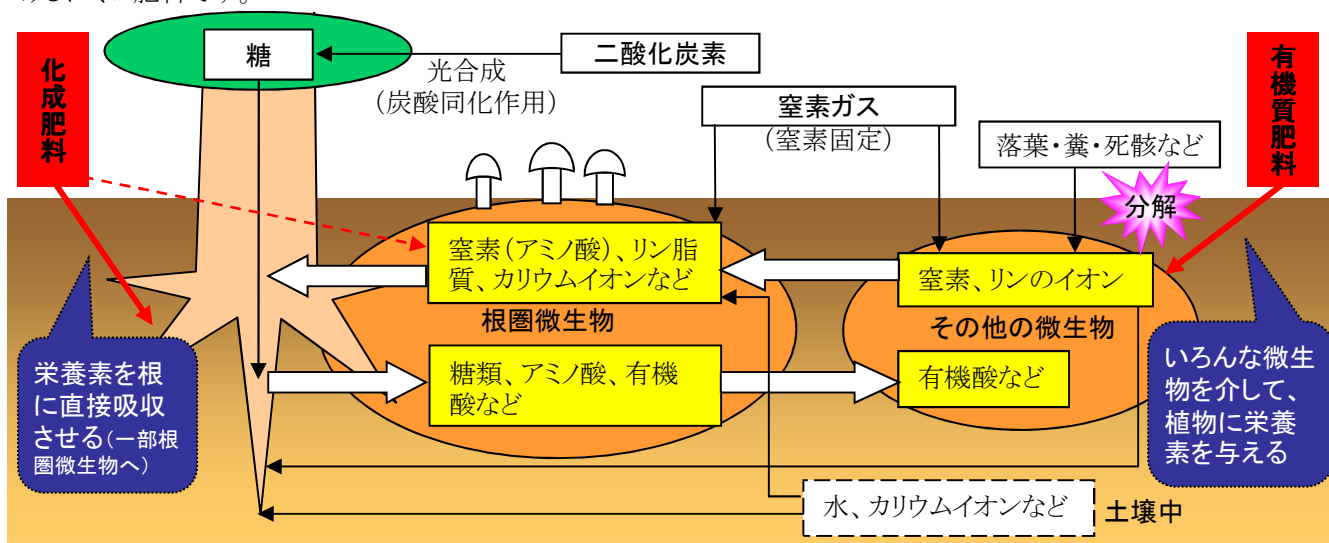 肥料です。
糖
二酸化炭素
光合成
（炭酸同化作用）
化成肥料
窒素ガス
（窒素固定）
落葉・糞・死骸など
有機質肥料
分解
窒素（アミノ酸）、リン脂
質、カリウムイオンなど
根圏微生物
窒素、リンのイオン
その他の微生物
糖類、アミノ酸、有機
酸など
有機酸など
栄養素を根
に直接吸収
させる（一部根
圏微生物へ）
いろんな微生
物を介して、
植物に栄養
素を与える
水、カリウムイオンなど
土壌中